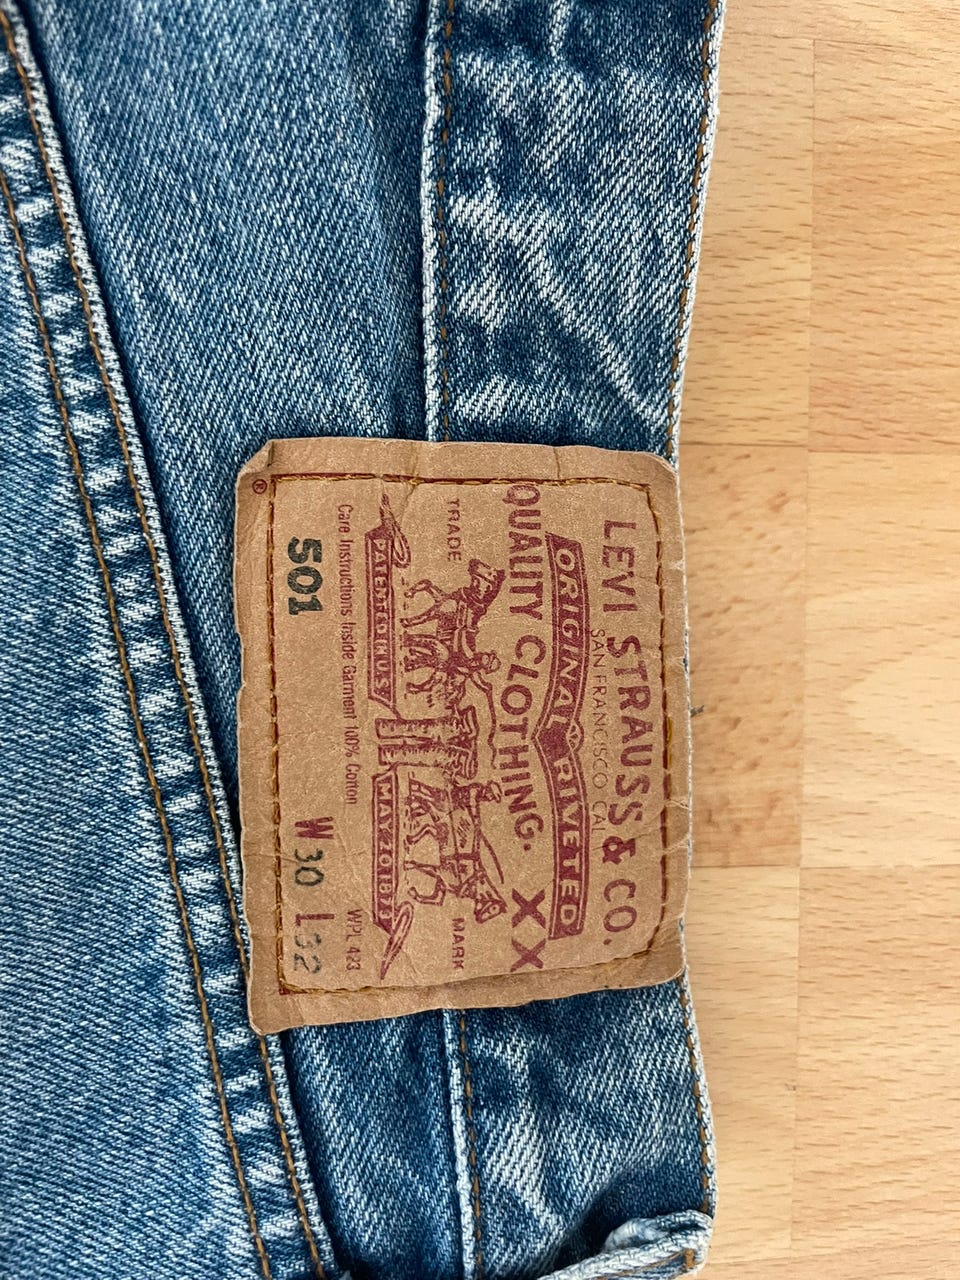 LEVI STRAUSS & CO.
SAN FRANCISCO CAL
ORIGINAL RIVETED
QUALITY CLOTHING. XX
TRADE MARK
PATENTED IN U.S.
MAY 20 1873
Care Instructions Inside Garment 100% Cotton WPL 423
501 W 30 L 32
®